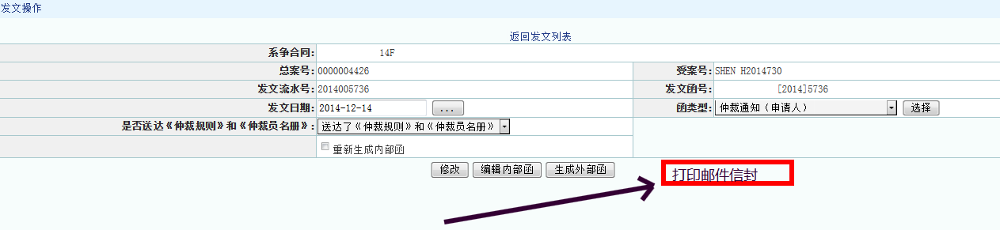 发文操作
返回发文列表
系争合同: 14F
总案号: 0000004426 受案号: SHEN H2014730
发文流水号: 2014005736 发文函号: [2014]5736
发文日期: 2014-12-14 ... 函类型: 仲裁通知（申请人） 选择
是否送达《仲裁规则》和《仲裁员名册》: 送达了《仲裁规则》和《仲裁员名册》
重新生成内部函
修改 编辑内部函 生成外部函 打印邮件信封